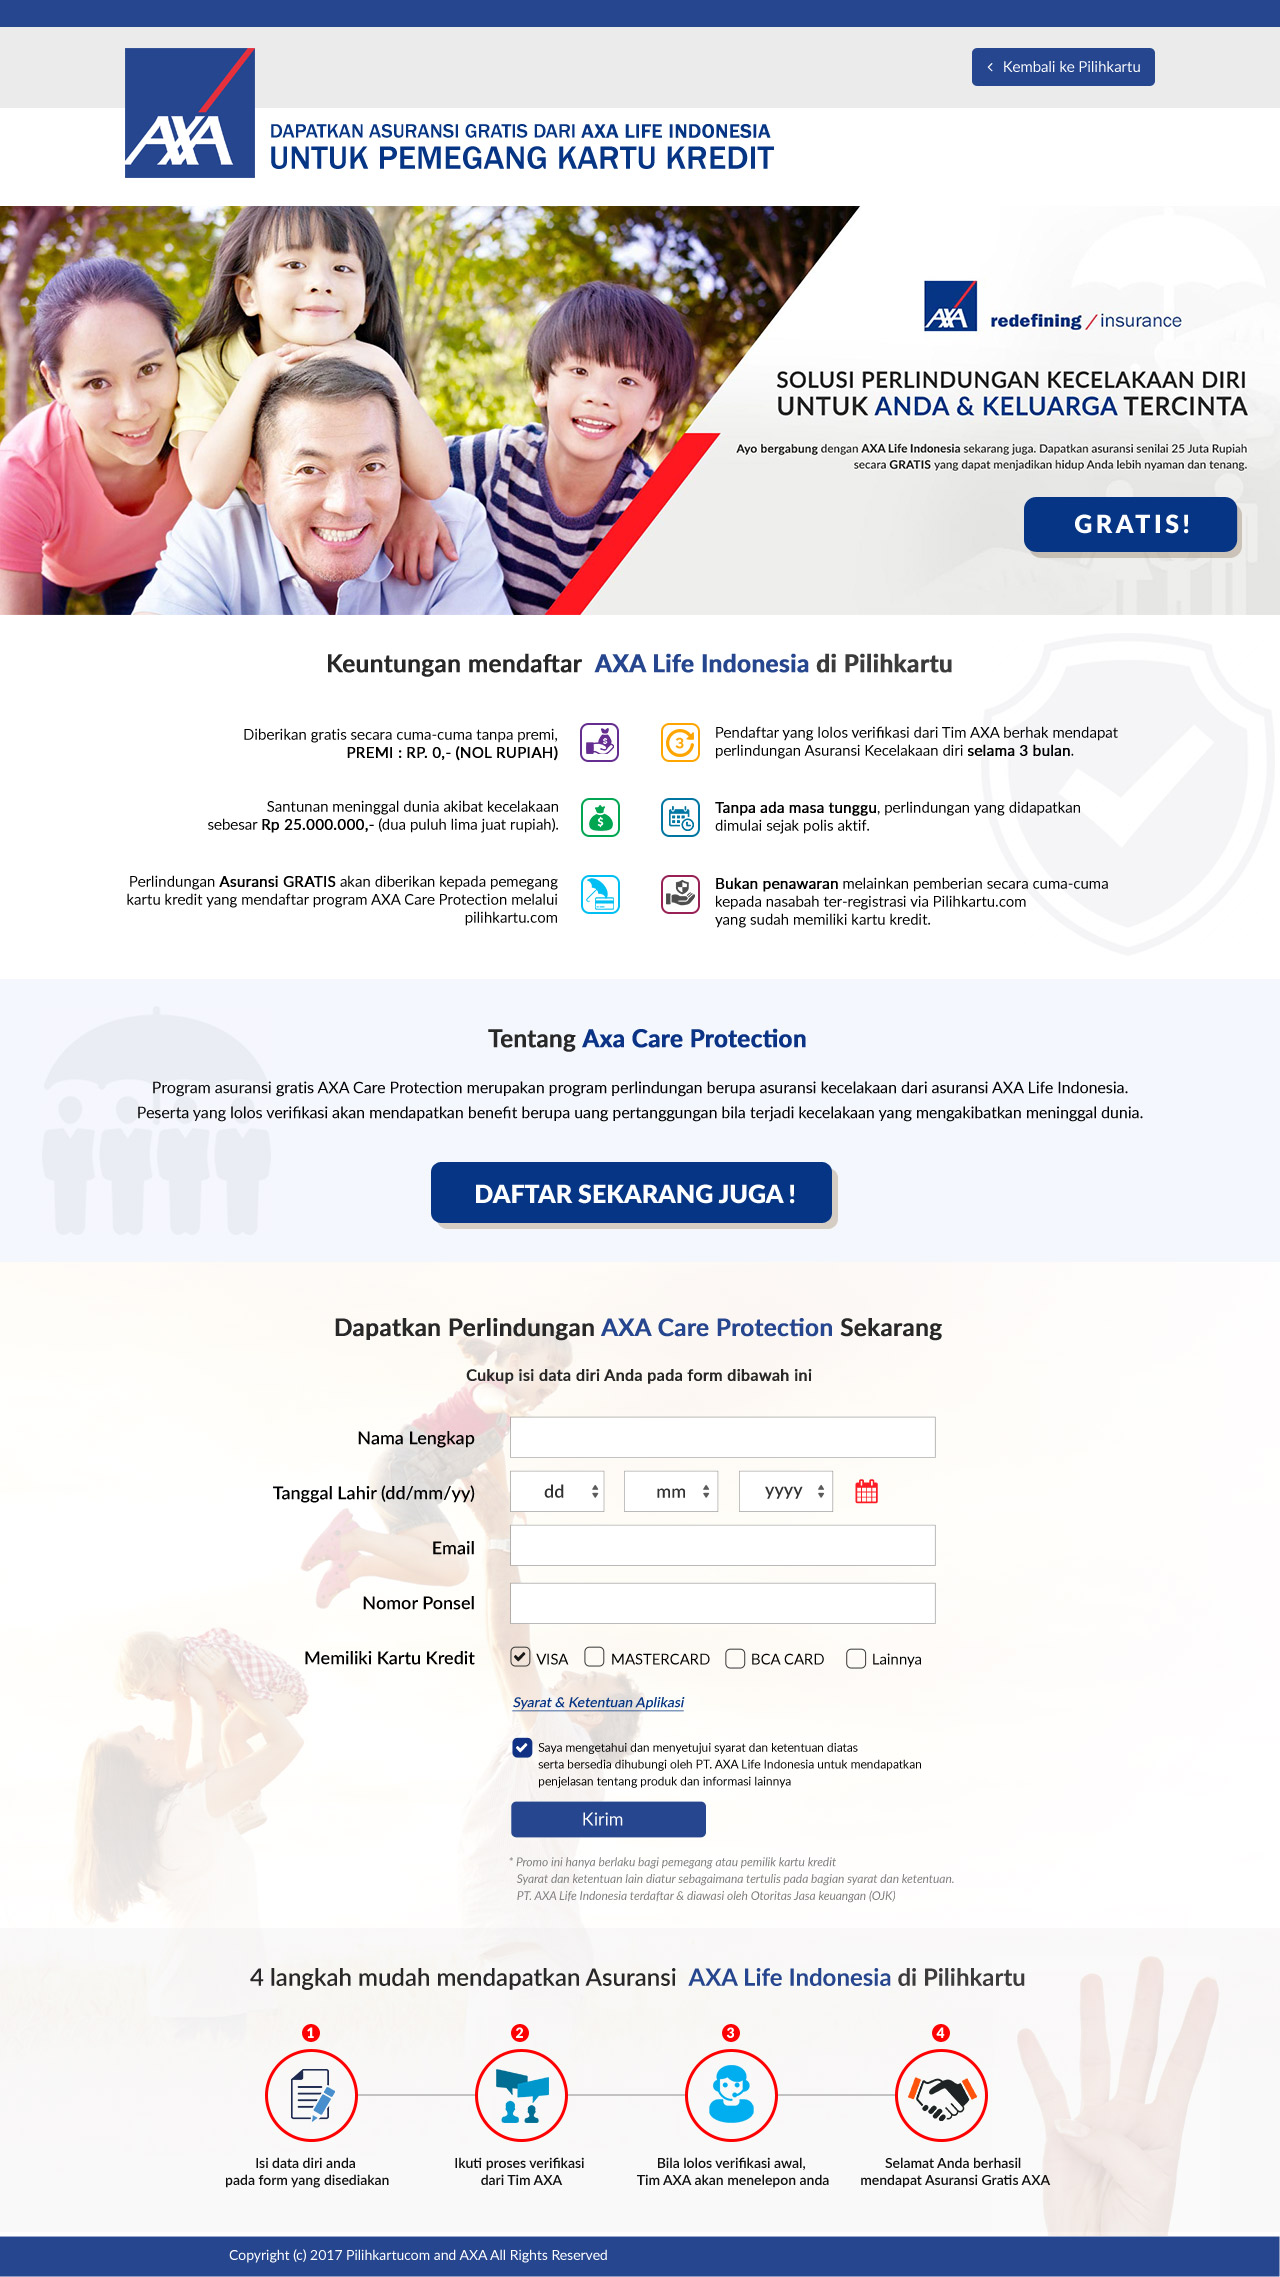 Kembali ke Pilihkartu
AXA
DAPATKAN ASURANSI GRATIS DARI AXA LIFE INDONESIA
UNTUK PEMEGANG KARTU KREDIT
AXA
redefining / insurance
SOLUSI PERLINDUNGAN KECELAKAAN DIRI
UNTUK ANDA & KELUARGA TERCINTA
Ayo bergabung dengan AXA Life Indonesia sekarang juga. Dapatkan asuransi senilai 25 Juta Rupiah
secara GRATIS yang dapat menjadikan hidup Anda lebih nyaman dan tenang.
GRATIS!
Keuntungan mendaftar AXA Life Indonesia di Pilihkartu
Diberikan gratis secara cuma-cuma tanpa premi,
PREMI : RP. 0,- (NOL RUPIAH)
3
Pendaftar yang lolos verifikasi dari Tim AXA berhak mendapat
perlindungan Asuransi Kecelakaan diri selama 3 bulan.
Santunan meninggal dunia akibat kecelakaan
sebesar Rp 25.000.000,- (dua puluh lima juat rupiah).
Tanpa ada masa tunggu, perlindungan yang didapatkan
dimulai sejak polis aktif.
Perlindungan Asuransi GRATIS akan diberikan kepada pemegang
kartu kredit yang mendaftar program AXA Care Protection melalui
pilihkartu.com
Bukan penawaran melainkan pemberian secara cuma-cuma
kepada nasabah ter-registrasi via Pilihkartu.com
yang sudah memiliki kartu kredit.
Tentang Axa Care Protection
Program asuransi gratis AXA Care Protection merupakan program perlindungan berupa asuransi kecelakaan dari asuransi AXA Life Indonesia.
Peserta yang lolos verifikasi akan mendapatkan benefit berupa uang pertanggungan bila terjadi kecelakaan yang mengakibatkan meninggal dunia.
DAFTAR SEKARANG JUGA !
Dapatkan Perlindungan AXA Care Protection Sekarang
Cukup isi data diri Anda pada form dibawah ini
Nama Lengkap
Tanggal Lahir (dd/mm/yy) dd mm yyyy
Email
Nomor Ponsel
Memiliki Kartu Kredit VISA MASTERCARD BCA CARD Lainnya
Syarat & Ketentuan Aplikasi
Saya mengetahui dan menyetujui syarat dan ketentuan diatas
serta bersedia dihubungi oleh PT. AXA Life Indonesia untuk mendapatkan
penjelasan tentang produk dan informasi lainnya
Kirim
* Promo ini hanya berlaku bagi pemegang atau pemilik kartu kredit
Syarat dan ketentuan lain diatur sebagaimana tertulis pada bagian syarat dan ketentuan.
PT. AXA Life Indonesia terdaftar & diawasi oleh Otoritas Jasa keuangan (OJK)
4 langkah mudah mendapatkan Asuransi AXA Life Indonesia di Pilihkartu
1
Isi data diri anda
pada form yang disediakan
2
Ikuti proses verifikasi
dari Tim AXA
3
Bila lolos verifikasi awal,
Tim AXA akan menelepon anda
4
Selamat Anda berhasil
mendapat Asuransi Gratis AXA
Copyright (c) 2017 Pilihkartucom and AXA All Rights Reserved